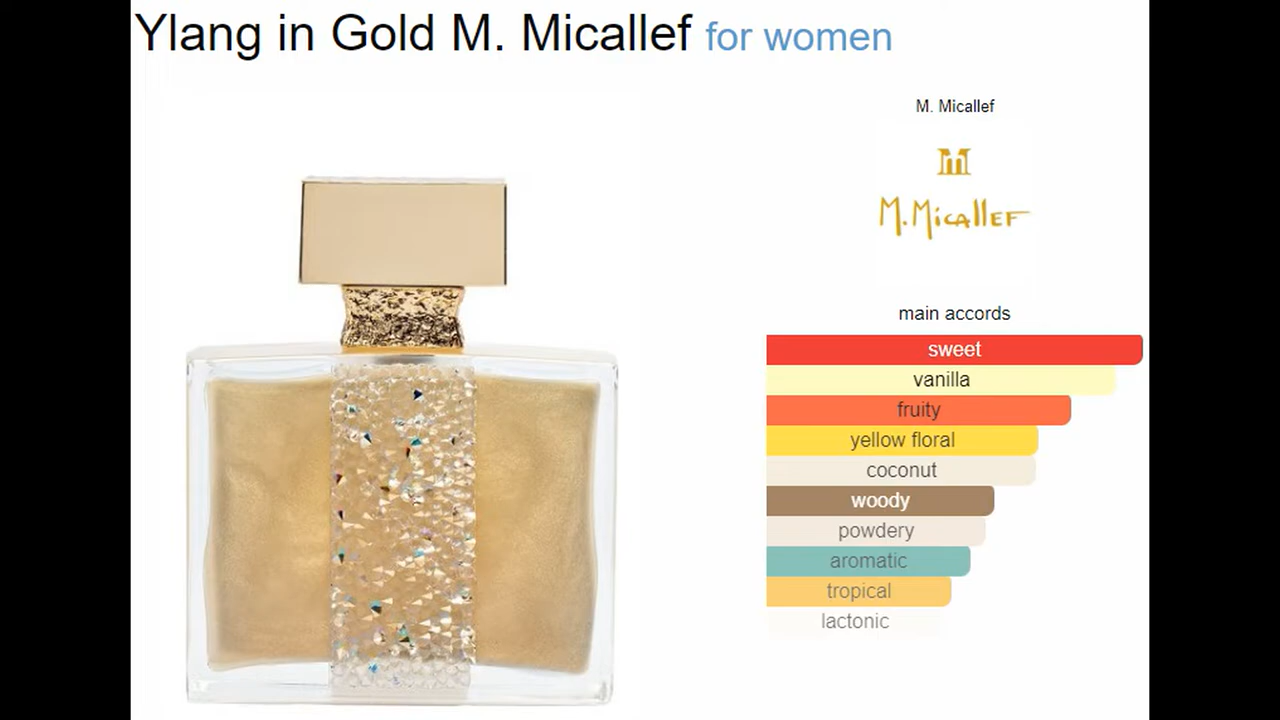 Ylang in Gold M. Micallef for women
M. Micallef
M
M.Micallef
main accords
sweet
vanilla
fruity
yellow floral
coconut
woody
powdery
aromatic
tropical
lactonic